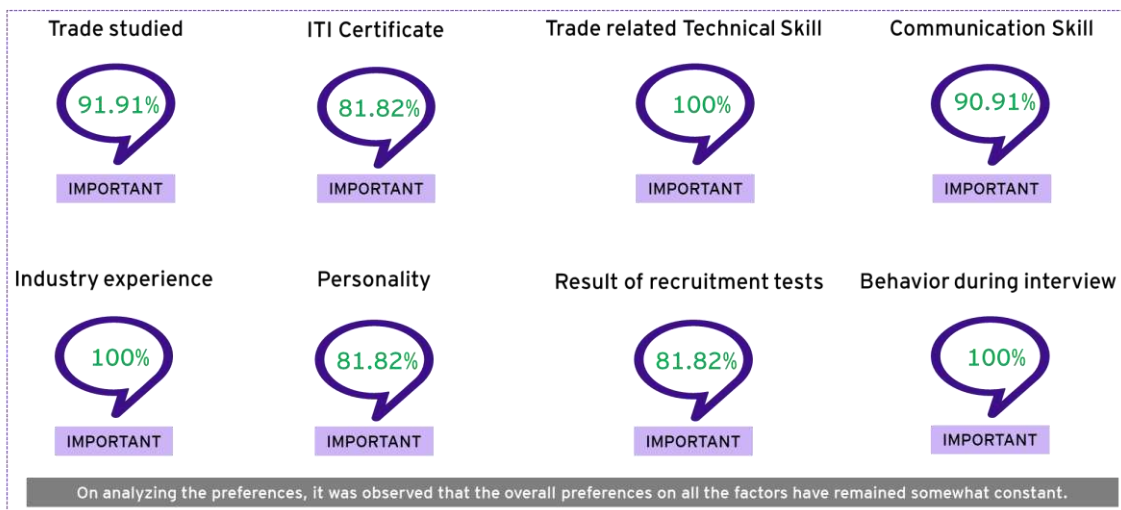 Trade studied
ITI Certificate
Trade related Technical Skill
Communication Skill
91.91%
81.82%
100%
90.91%
IMPORTANT
IMPORTANT
IMPORTANT
IMPORTANT
Industry experience
Personality
Result of recruitment tests
Behavior during interview
100%
81.82%
81.82%
100%
IMPORTANT
IMPORTANT
IMPORTANT
IMPORTANT
On analyzing the preferences, it was observed that the overall preferences on all the factors have remained somewhat constant.